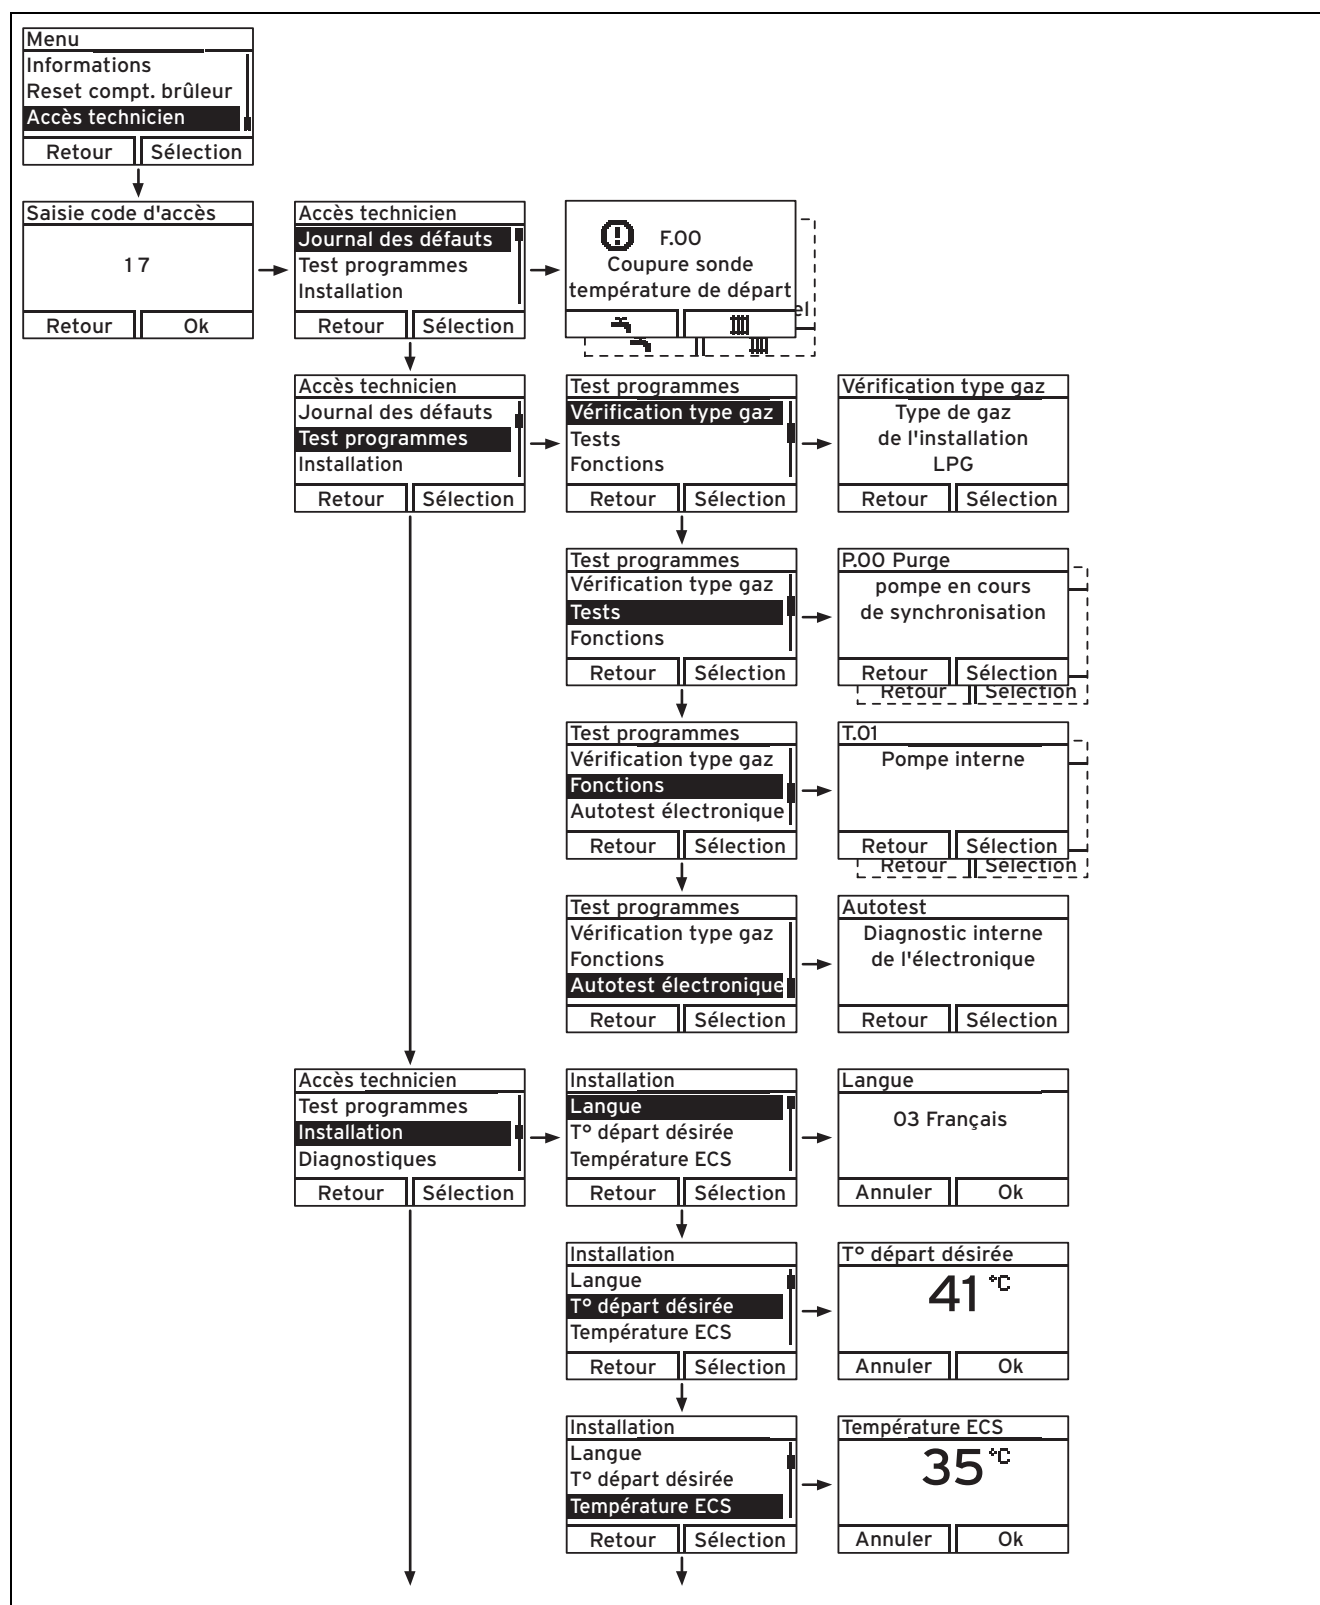 Menu
Informations
Reset compt. brûleur
Accès technicien
Retour Sélection
Saisie code d'accès
17
Retour Ok
Accès technicien
Journal des défauts
Test programmes
Installation
Retour Sélection
F.00
Coupure sonde
température de départ
el
Accès technicien
Journal des défauts
Test programmes
Installation
Retour Sélection
Test programmes
Vérification type gaz
Tests
Fonctions
Retour Sélection
Vérification type gaz
Type de gaz
de l'installation
LPG
Retour Sélection
Test programmes
Vérification type gaz
Tests
Fonctions
Retour Sélection
P.00 Purge
pompe en cours
de synchronisation
Retour Sélection
Retour Sélection
Test programmes
Vérification type gaz
Fonctions
Autotest électronique
Retour Sélection
T.01
Pompe interne
Retour Sélection
Retour Sélection
Test programmes
Vérification type gaz
Fonctions
Autotest électronique
Retour Sélection
Autotest
Diagnostic interne
de l'électronique
Retour Sélection
Accès technicien
Test programmes
Installation
Diagnostiques
Retour Sélection
Installation
Langue
T° départ désirée
Température ECS
Retour Sélection
Langue
03 Français
Annuler Ok
Installation
Langue
T° départ désirée
Température ECS
Retour Sélection
T° départ désirée
41 °C
Annuler Ok
Installation
Langue
T° départ désirée
Température ECS
Retour Sélection
Température ECS
35 °C
Annuler Ok